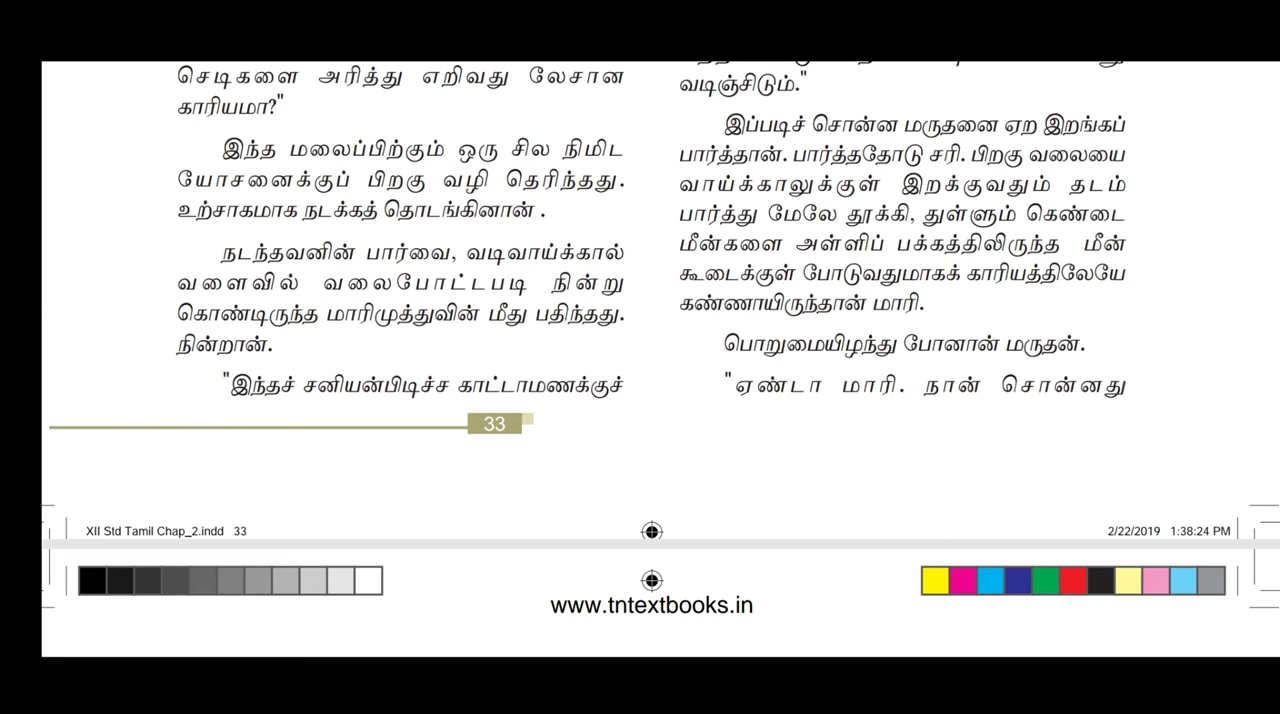 செடிகளை அரித்து எறிவது லேசான
காரியமா?"
இந்த மலைப்பிற்கும் ஒரு சில நிமிட
யோசனைக்குப் பிறகு வழி தெரிந்தது.
உற்சாகமாக நடக்கத் தொடங்கினான் .
நடந்தவனின் பார்வை, வடிவாய்க்கால்
வளைவில் வலைபோட்டபடி நின்று
கொண்டிருந்த மாரிமுத்துவின் மீது பதிந்தது.
நின்றான்.
"இந்தச் சனியன்பிடிச்ச காட்டாமணக்குச்
33
வடிஞ்சிடும்."
இப்படிச் சொன்ன மருதனை ஏற இறங்கப்
பார்த்தான். பார்த்ததோடு சரி. பிறகு வலையை
வாய்க்காலுக்குள் இறக்குவதும் தடம்
பார்த்து மேலே தூக்கி, துள்ளும் கெண்டை
மீன்களை அள்ளிப் பக்கத்திலிருந்த மீன்
கூடைக்குள் போடுவதுமாகக் காரியத்திலேயே
கண்ணாயிருந்தான் மாரி.
பொறுமையிழந்து போனான் மருதன்.
"ஏண்டா மாரி. நான் சொன்னது
XII Std Tamil Chap_2.indd 33
2/22/2019 1:38:24 PM
www.tntextbooks.in